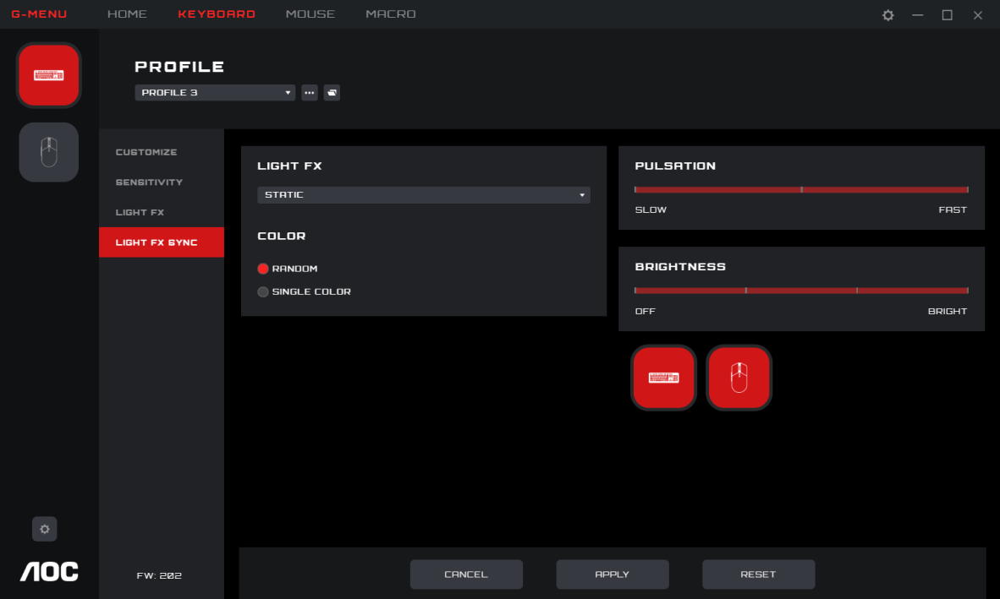 G-MENU HOME KEYBOARD MOUSE MACRO
PROFILE
PROFILE 3
CUSTOMIZE
SENSITIVITY
LIGHT FX
LIGHT FX SYNC
LIGHT FX
STATIC
COLOR
RANDOM
SINGLE COLOR
PULSATION
SLOW FAST
BRIGHTNESS
OFF BRIGHT
AOC
FW: 202
CANCEL APPLY RESET